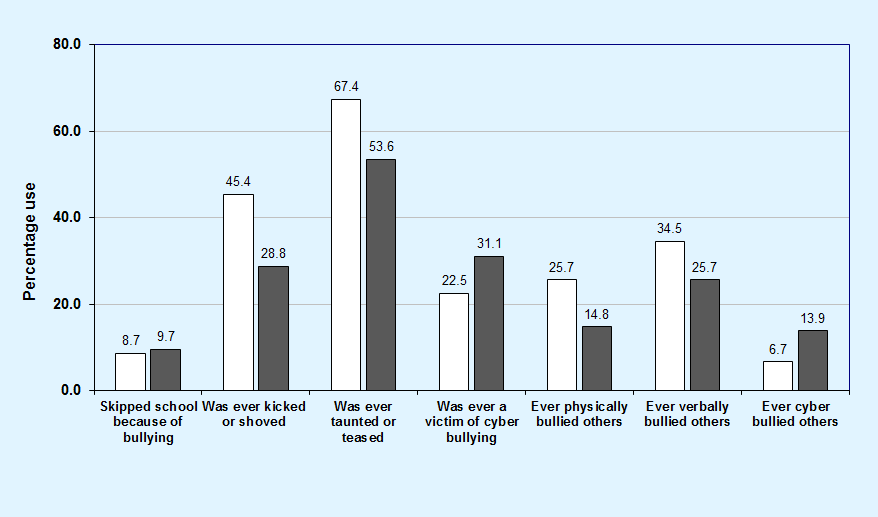 80.0
67.4
60.0
53.6
45.4
40.0
34.5
31.1
28.8
25.7
25.7
22.5
20.0
14.8
13.9
8.7
9.7
6.7
0.0
Percentage use
Skipped school
because of
bullying
Was ever kicked
or shoved
Was ever
taunted or
teased
Was ever a
victim of cyber
bullying
Ever physically
bullied others
Ever verbally
bullied others
Ever cyber
bullied others